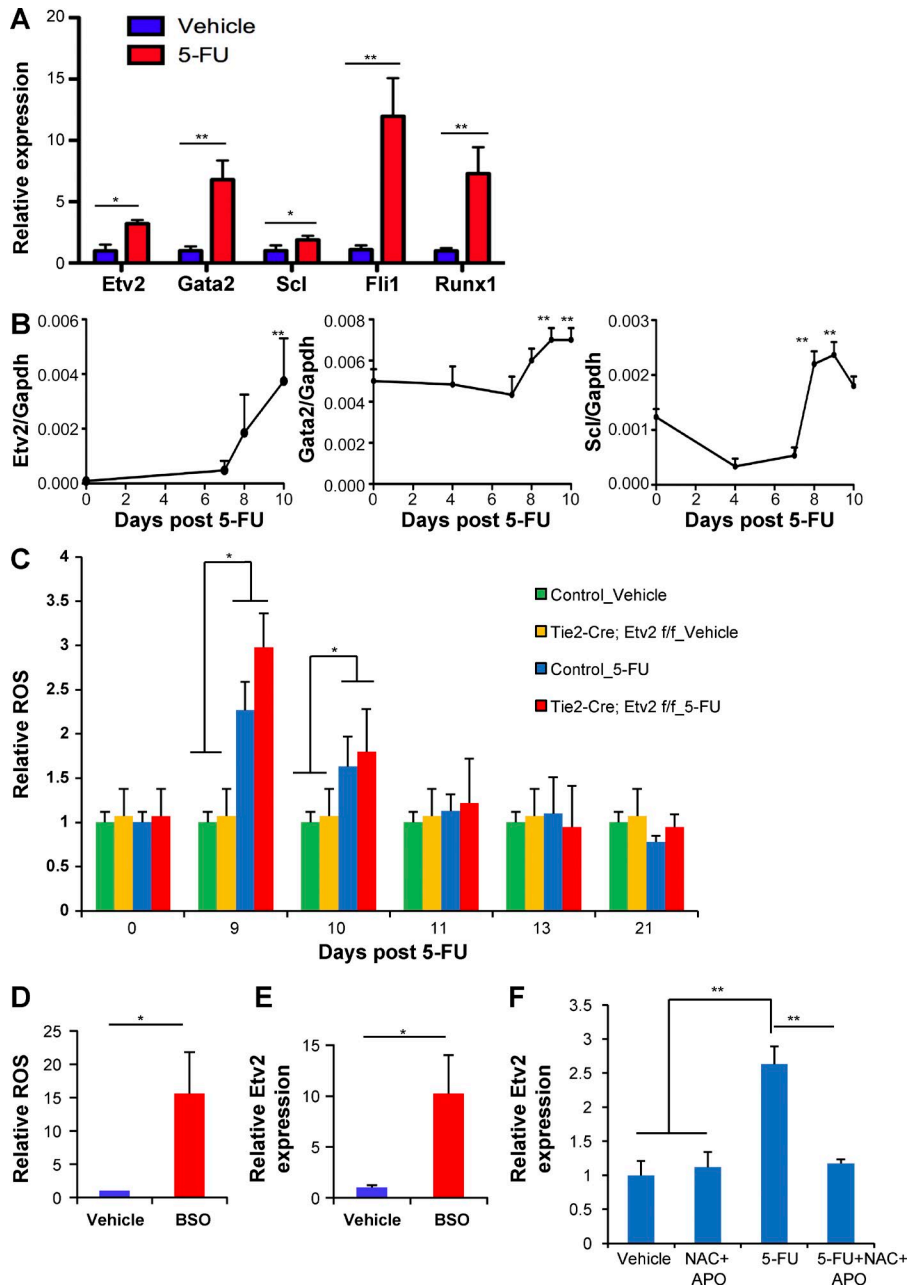 A
Relative expression
20
15
10
5
0
Vehicle
5-FU
*
**
*
**
**
Etv2 Gata2 Scl Fli1 Runx1
B
Etv2/Gapdh
0.006
0.004
0.002
0.000
**
0 2 4 6 8 10
Days post 5-FU
Gata2/Gapdh
0.008
0.006
0.004
0.002
0.000
** **
0 2 4 6 8 10
Days post 5-FU
Scl/Gapdh
0.003
0.002
0.001
0.000
** **
0 2 4 6 8 10
Days post 5-FU
C
Relative ROS
4
3.5
3
2.5
2
1.5
1
0.5
0
*
*
Control_Vehicle
Tie2-Cre; Etv2 f/f_Vehicle
Control_5-FU
Tie2-Cre; Etv2 f/f_5-FU
0 9 10 11 13 21
Days post 5-FU
D
Relative ROS
25
20
15
10
5
0
*
Vehicle BSO
E
Relative Etv2
expression
15
10
5
0
*
Vehicle BSO
F
Relative Etv2
expression
3.5
3
2.5
2
1.5
1
0.5
0
**
**
Vehicle NAC+ 5-FU 5-FU+NAC+
APO APO